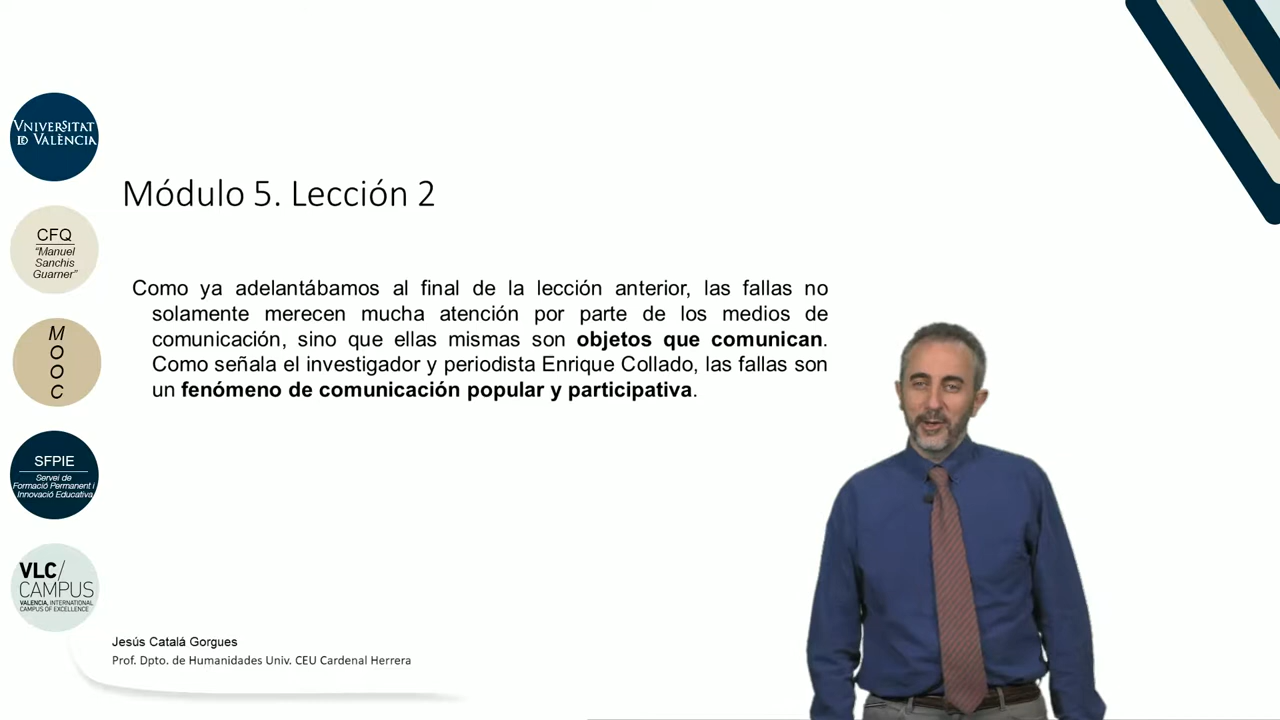 VNIVERSITAT
ID VALÈNCIA
Módulo 5. Lección 2
CFQ
"Manuel
Sanchis
Guarner"
Como ya adelantábamos al final de la lección anterior, las fallas no
solamente merecen mucha atención por parte de los medios de
comunicación, sino que ellas mismas son objetos que comunican.
Como señala el investigador y periodista Enrique Collado, las fallas son
un fenómeno de comunicación popular y participativa.
M
O
O
C
SFPIE
Servei de
Formació Permanent i
Innovació Educativa
VLC/
CAMPUS
VALENCIA, INTERNATIONAL
CAMPUS OF EXCELLENCE
Jesús Catalá Gorgues
Prof. Dpto. de Humanidades Univ. CEU Cardenal Herrera